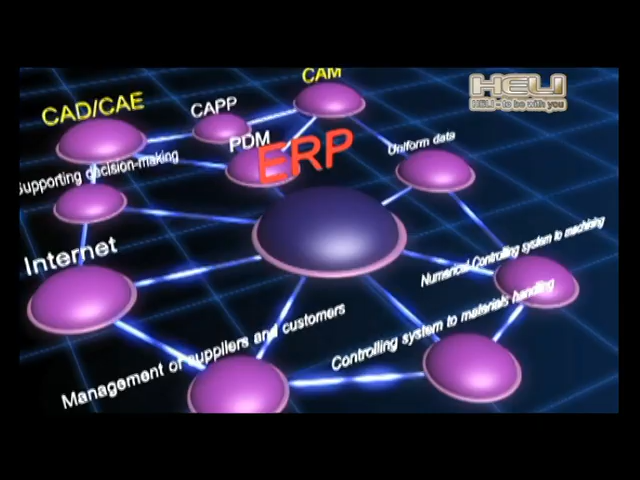 CAM
HELI
HELI - to be with you
CAD/CAE
CAPP
PDM
ERP
Uniform data
Supporting decision-making
Internet
Numerical Controlling system to machining
Controlling system to materials handling
Management of suppliers and customers